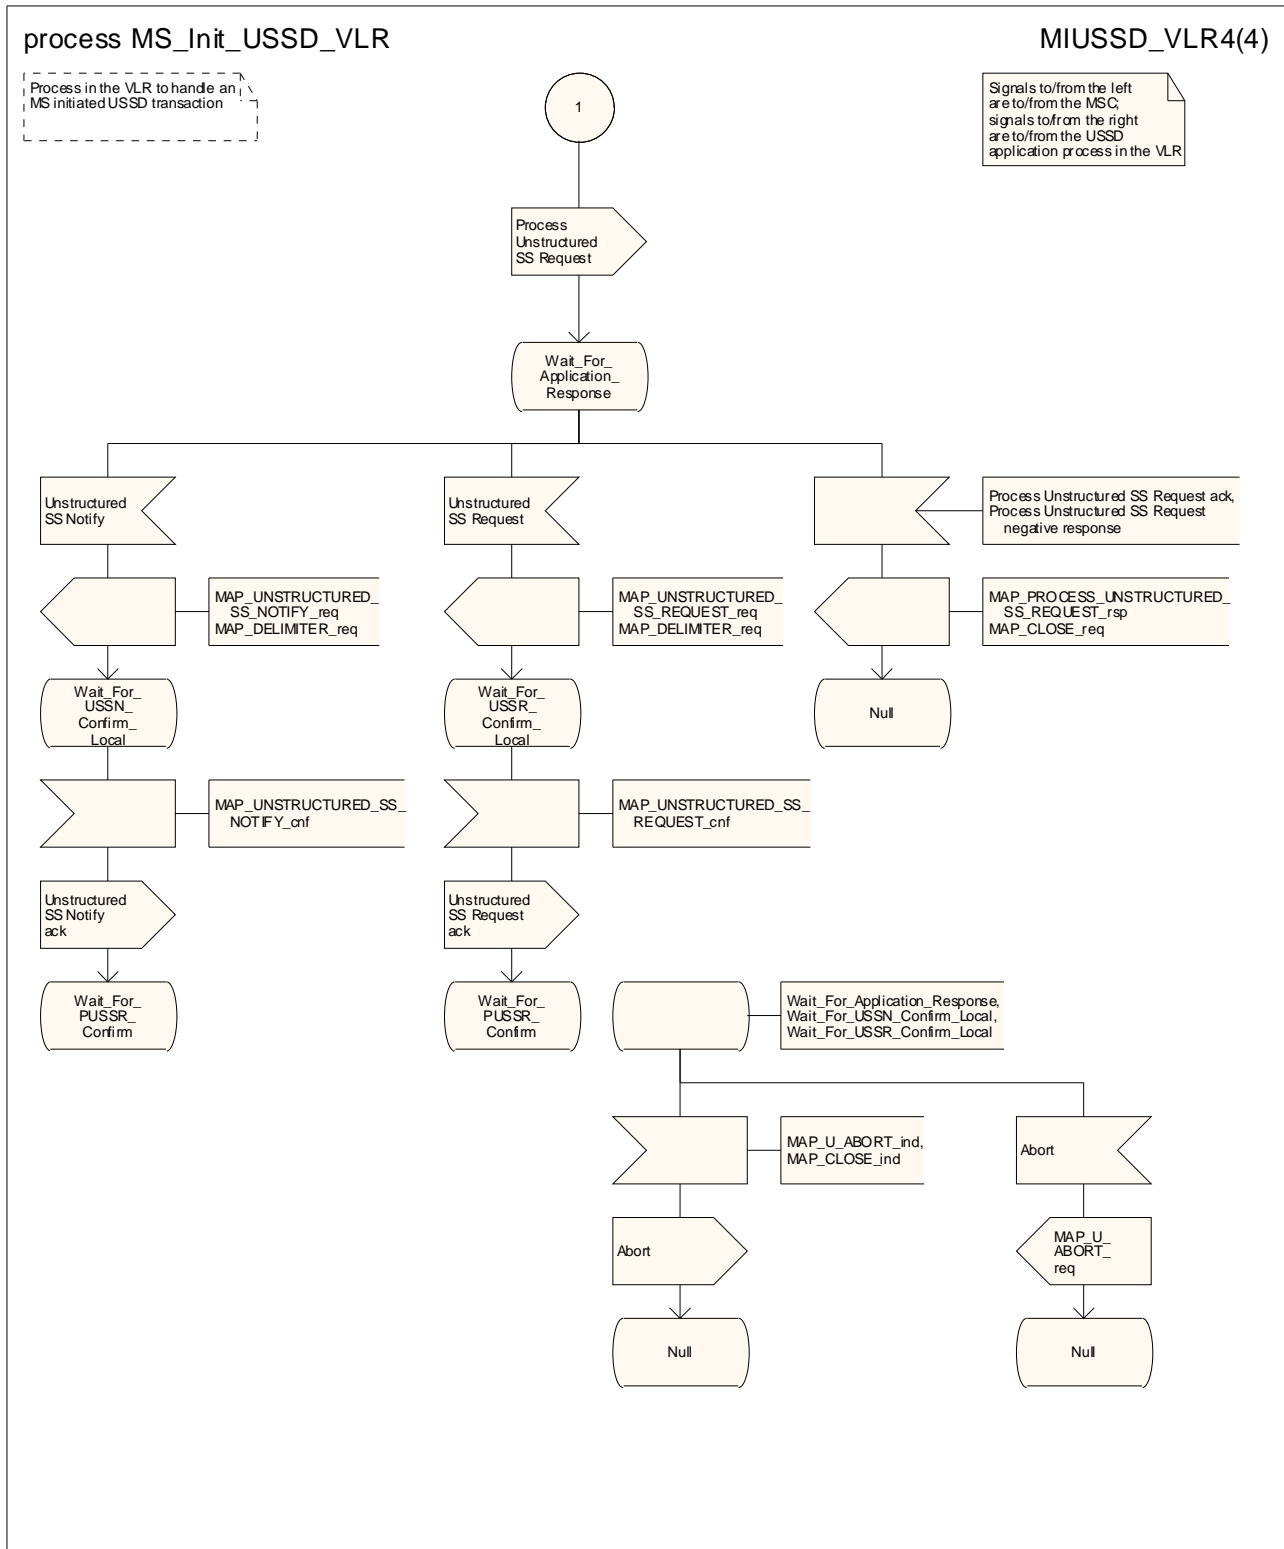 process MS_Init_USSD_VLR
MIUSSD_VLR4(4)
Process in the VLR to handle an
MS initiated USSD transaction
1
Signals to/from the left
are to/from the MSC;
signals to/from the right
are to/from the USSD
application process in the VLR
Process
Unstructured
SS Request
Wait_For_
Application_
Response
Unstructured
SS Notify
Unstructured
SS Request
Process Unstructured SS Request ack,
Process Unstructured SS Request
negative response
MAP_UNSTRUCTURED_
SS_NOTIFY_req
MAP_DELIMITER_req
MAP_UNSTRUCTURED_
SS_REQUEST_req
MAP_DELIMITER_req
MAP_PROCESS_UNSTRUCTURED_
SS_REQUEST_rsp
MAP_CLOSE_req
Wait_For_
USSN_
Confirm_
Local
Wait_For_
USSR_
Confirm_
Local
Null
MAP_UNSTRUCTURED_SS_
NOTIFY_cnf
MAP_UNSTRUCTURED_SS_
REQUEST_cnf
Unstructured
SS Notify
ack
Unstructured
SS Request
ack
Wait_For_
PUSSR_
Confirm
Wait_For_
PUSSR_
Confirm
Wait_For_Application_Response,
Wait_For_USSN_Confirm_Local,
Wait_For_USSR_Confirm_Local
MAP_U_ABORT_ind,
MAP_CLOSE_ind
Abort
Abort
MAP_U_
ABORT_
req
Null
Null